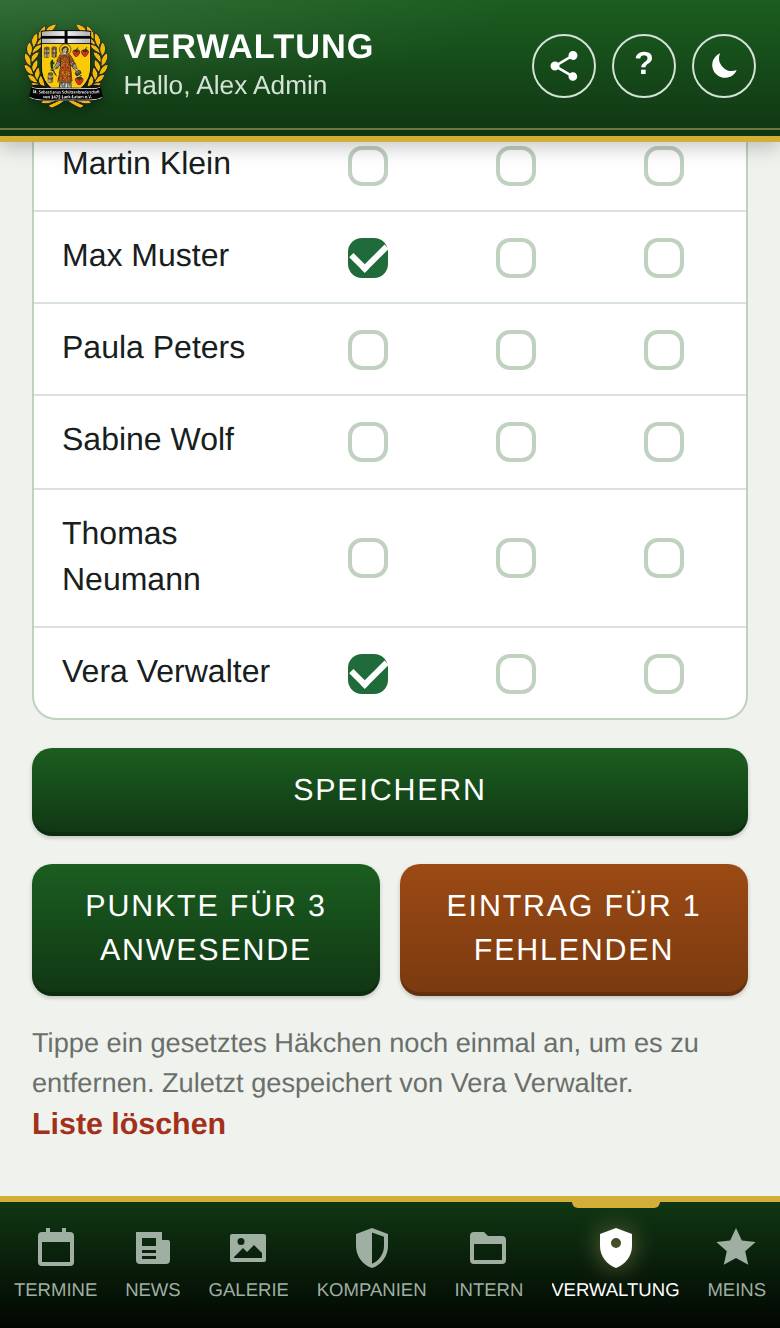 VERWALTUNG
Hallo, Alex Admin
?
Martin Klein
Max Muster
Paula Peters
Sabine Wolf
Thomas
Neumann
Vera Verwalter
SPEICHERN
PUNKTE FÜR 3
ANWESENDE
EINTRAG FÜR 1
FEHLENDEN
Tippe ein gesetztes Häkchen noch einmal an, um es zu
entfernen. Zuletzt gespeichert von Vera Verwalter.
Liste löschen
TERMINE NEWS GALERIE KOMPANIEN INTERN VERWALTUNG MEINS